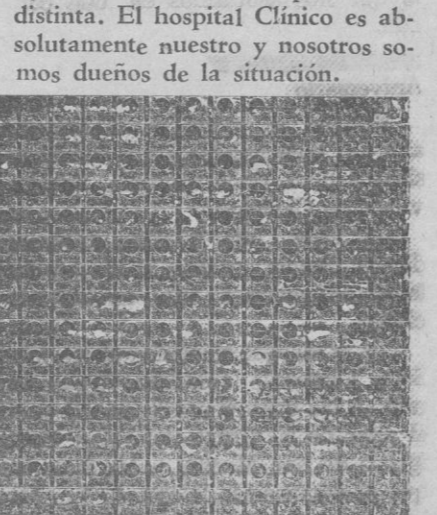 distinta. El hospital Clínico es ab-
solutamente nuestro y nosotros so-
mos dueños de la situación.